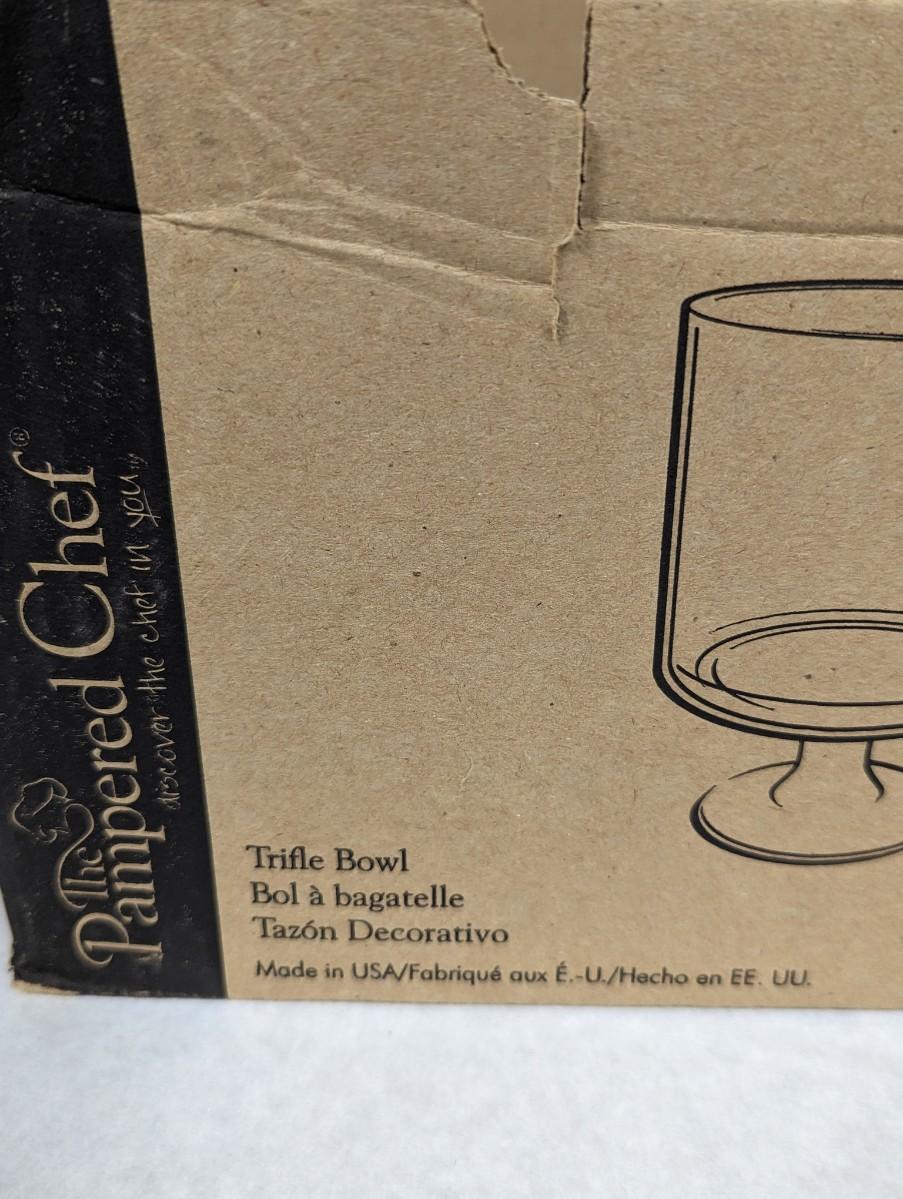 The
Pampered Chef®
discover the chef in you™
Trifle Bowl
Bol à bagatelle
Tazón Decorativo
Made in USA/Fabriqué aux É.-U./Hecho en EE. UU.